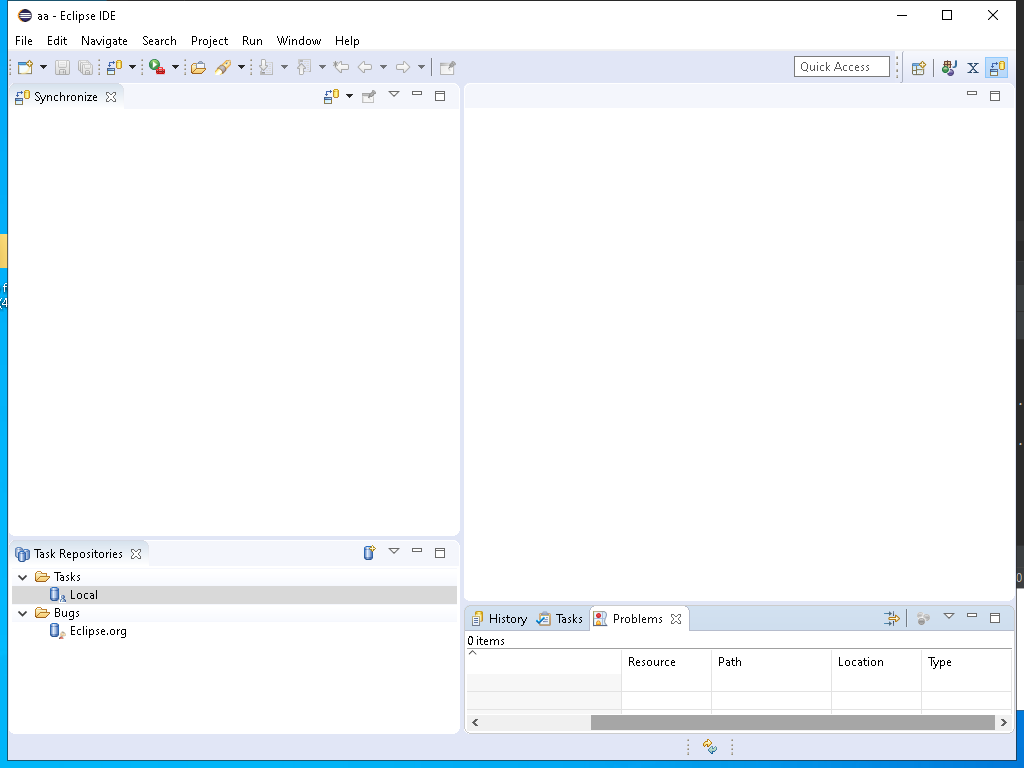 aa - Eclipse IDE
File Edit Navigate Search Project Run Window Help
Quick Access
Synchronize
Task Repositories
Tasks
Local
Bugs
Eclipse.org
History Tasks Problems
0 items
Resource Path Location Type